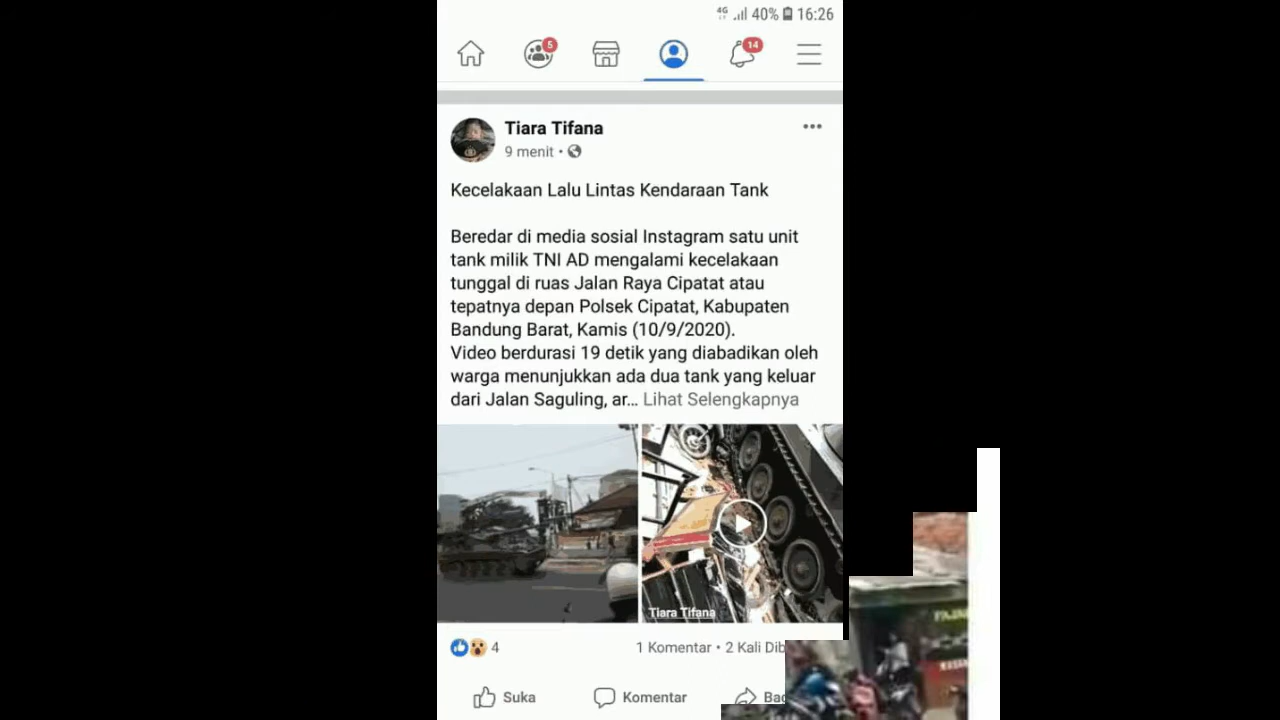 4G 40% 16:26
5
14
Tiara Tifana
9 menit •
Kecelakaan Lalu Lintas Kendaraan Tank
Beredar di media sosial Instagram satu unit
tank milik TNI AD mengalami kecelakaan
tunggal di ruas Jalan Raya Cipatat atau
tepatnya depan Polsek Cipatat, Kabupaten
Bandung Barat, Kamis (10/9/2020).
Video berdurasi 19 detik yang diabadikan oleh
warga menunjukkan ada dua tank yang keluar
dari Jalan Saguling, ar... Lihat Selengkapnya
Tiara Tifana
4
1 Komentar • 2 Kali Dib
Suka
Komentar